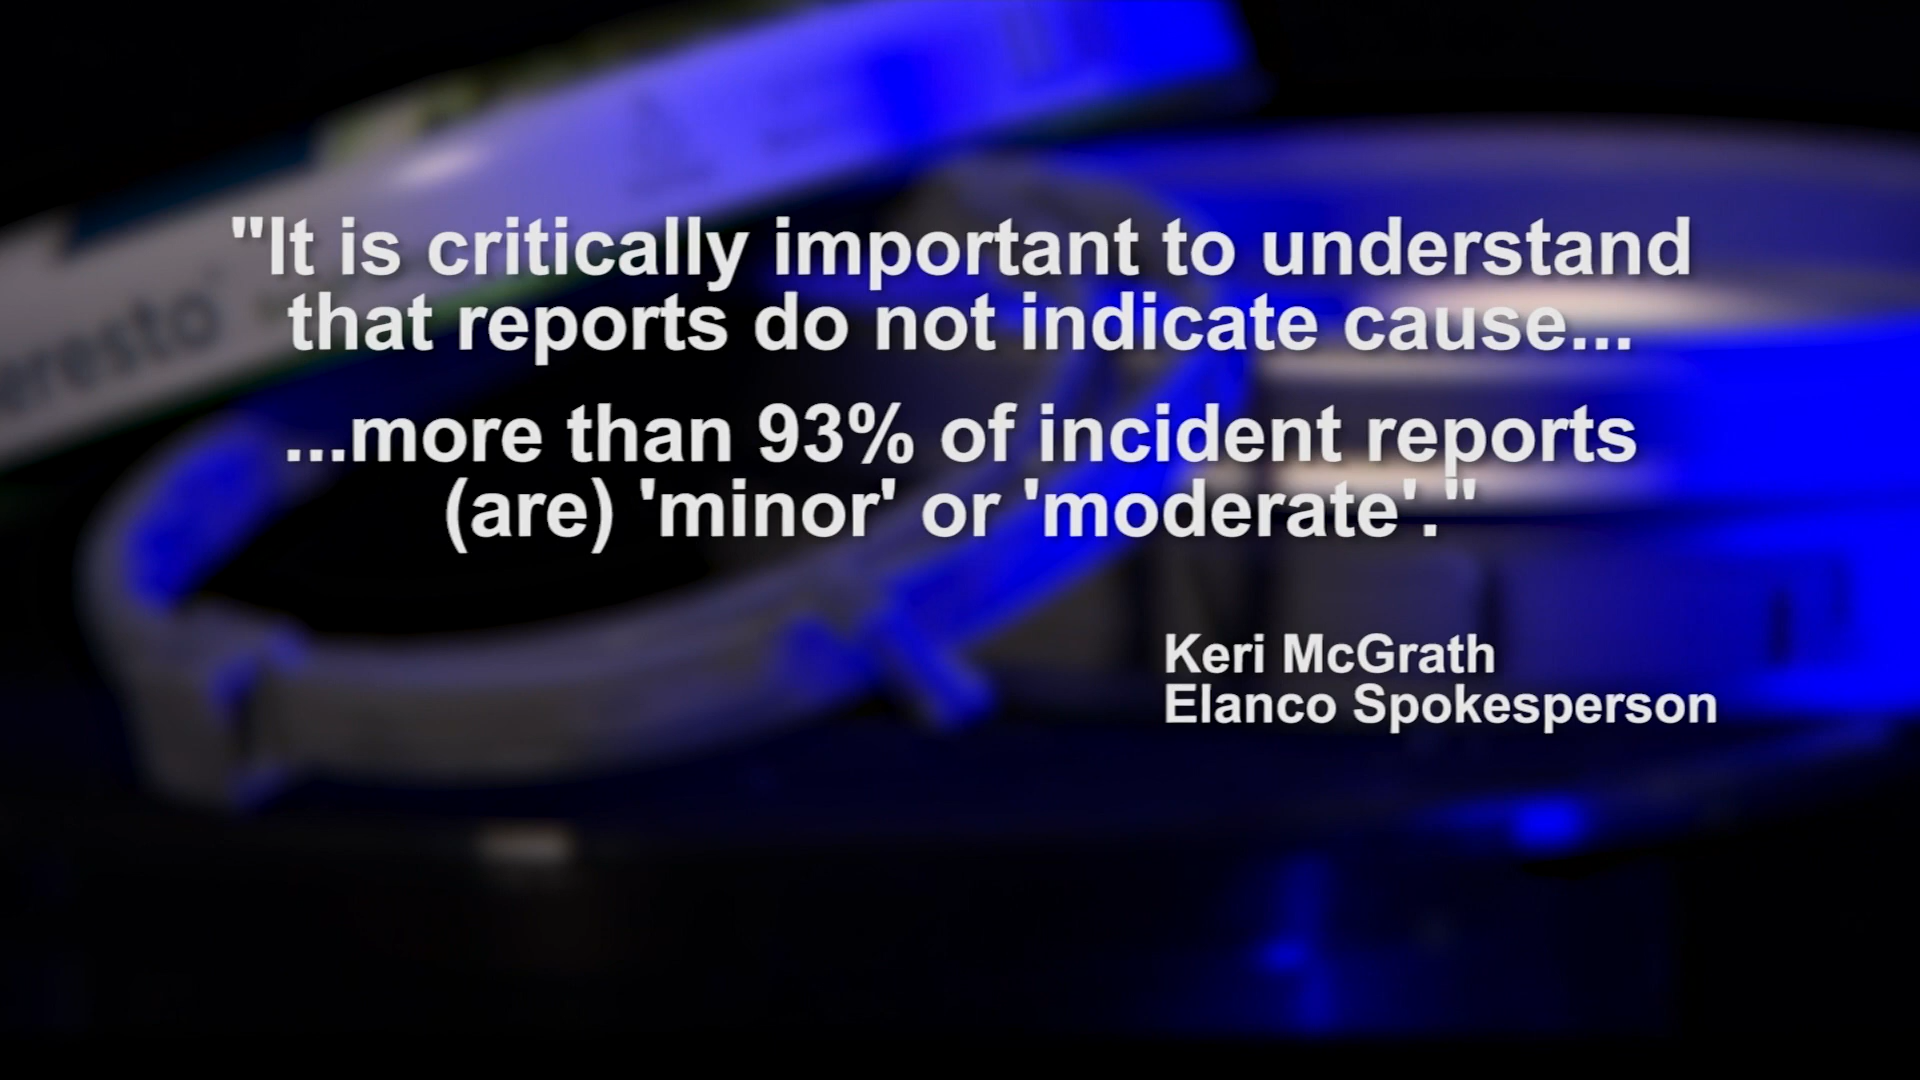 "It is critically important to understand
that reports do not indicate cause...
...more than 93% of incident reports
(are) 'minor' or 'moderate'."
Keri McGrath
Elanco Spokesperson
eresto